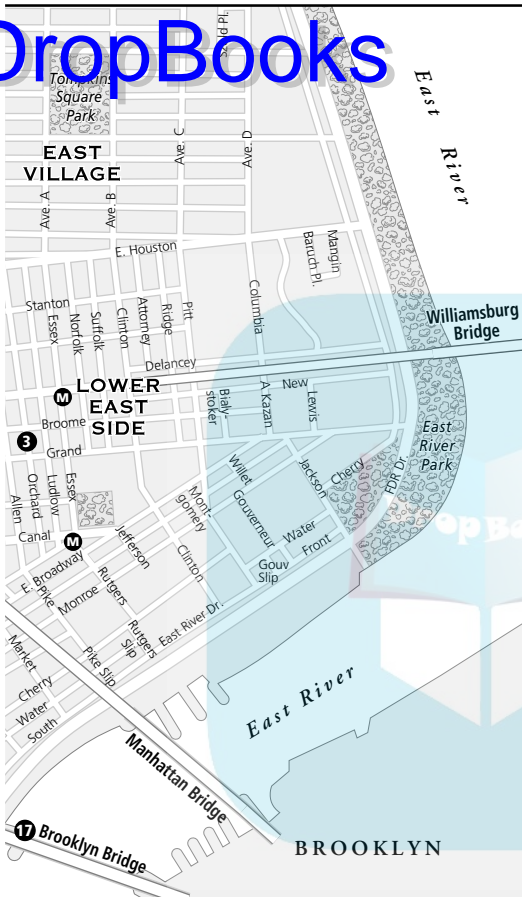 DropBooks
Tompkins
Square
Park
East
River
EAST
VILLAGE
Ave. C
Ave. D
Ave. A
Ave. B
E. Houston
Baruch Pl.
Mangin
Stanton
Essex
Norfolk
Suffolk
Clinton
Attorney
Ridge
Pitt
Columbia
Williamsburg
Bridge
Delancey
M
LOWER
EAST
SIDE
New
Bialy-
stoker
A. Kazan
Lewis
Broome
3
Grand
East
River
Park
FDR Dr.
Willet
Jackson
Cherry
Allen
Orchard
Ludlow
Essex
Mont-
gomery
Gouverneur
Water
Front
Canal
M
Jefferson
Clinton
Gouv
Slip
E. Broadway
Pike
Monroe
Rutgers
Rutgers
Slip
East River Dr.
Market
Pike Slip
Cherry
Water
South
East River
Manhattan Bridge
17
Brooklyn Bridge
BROOKLYN